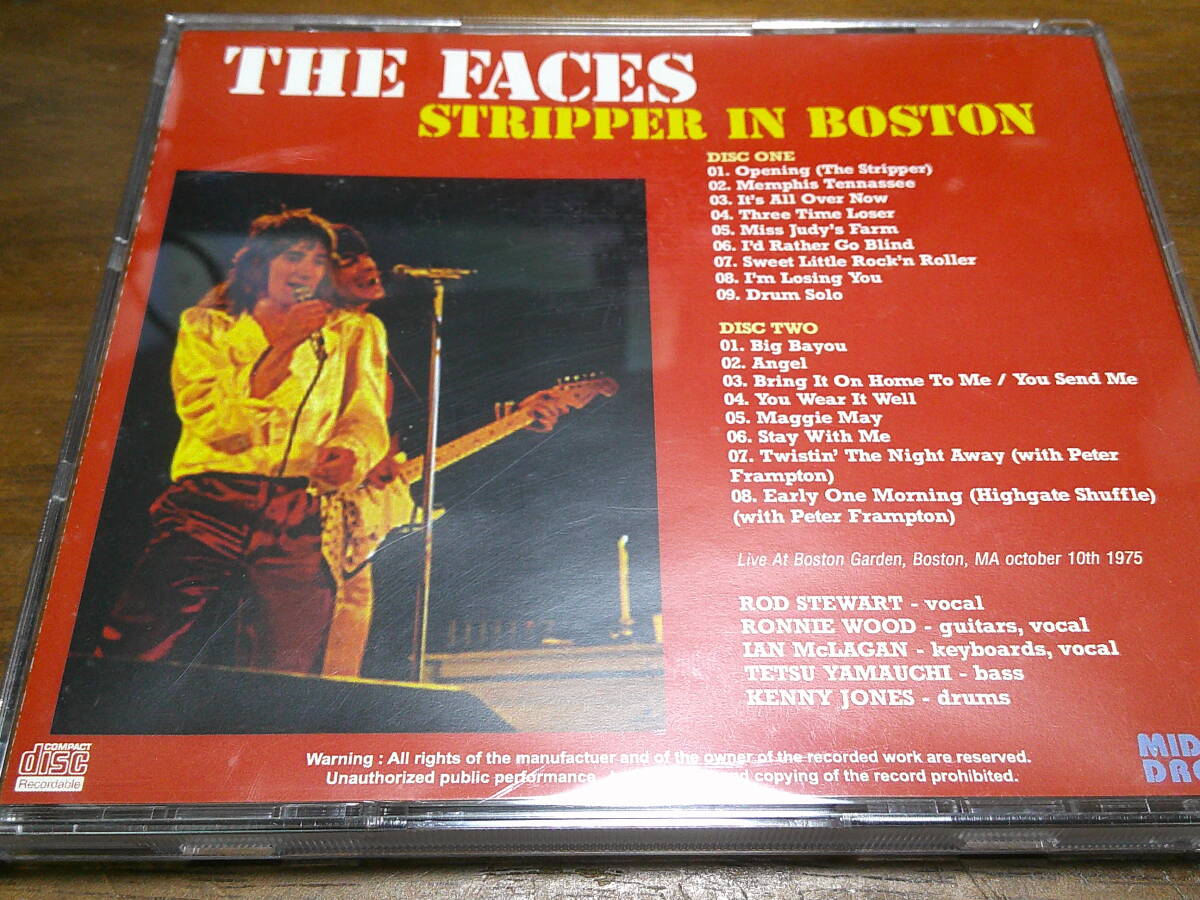 THE FACES
STRIPPER IN BOSTON
DISC ONE
01. Opening (The Stripper)
02. Memphis Tennassee
03. It's All Over Now
04. Three Time Loser
05. Miss Judy's Farm
06. I'd Rather Go Blind
07. Sweet Little Rock'n Roller
08. I'm Losing You
09. Drum Solo
DISC TWO
01. Big Bayou
02. Angel
03. Bring It On Home To Me / You Send Me
04. You Wear It Well
05. Maggie May
06. Stay With Me
07. Twistin' The Night Away (with Peter
Frampton)
08. Early One Morning (Highgate Shuffle)
(with Peter Frampton)
Live At Boston Garden, Boston, MA october 10th 1975
ROD STEWART - vocal
RONNIE WOOD - guitars, vocal
IAN McLAGAN - keyboards, vocal
TETSU YAMAUCHI - bass
KENNY JONES - drums
COMPACT
disc
Recordable
Warning : All rights of the manufactuer and of the owner of the recorded work are reserved.
Unauthorized public performance, and copying of the record prohibited.